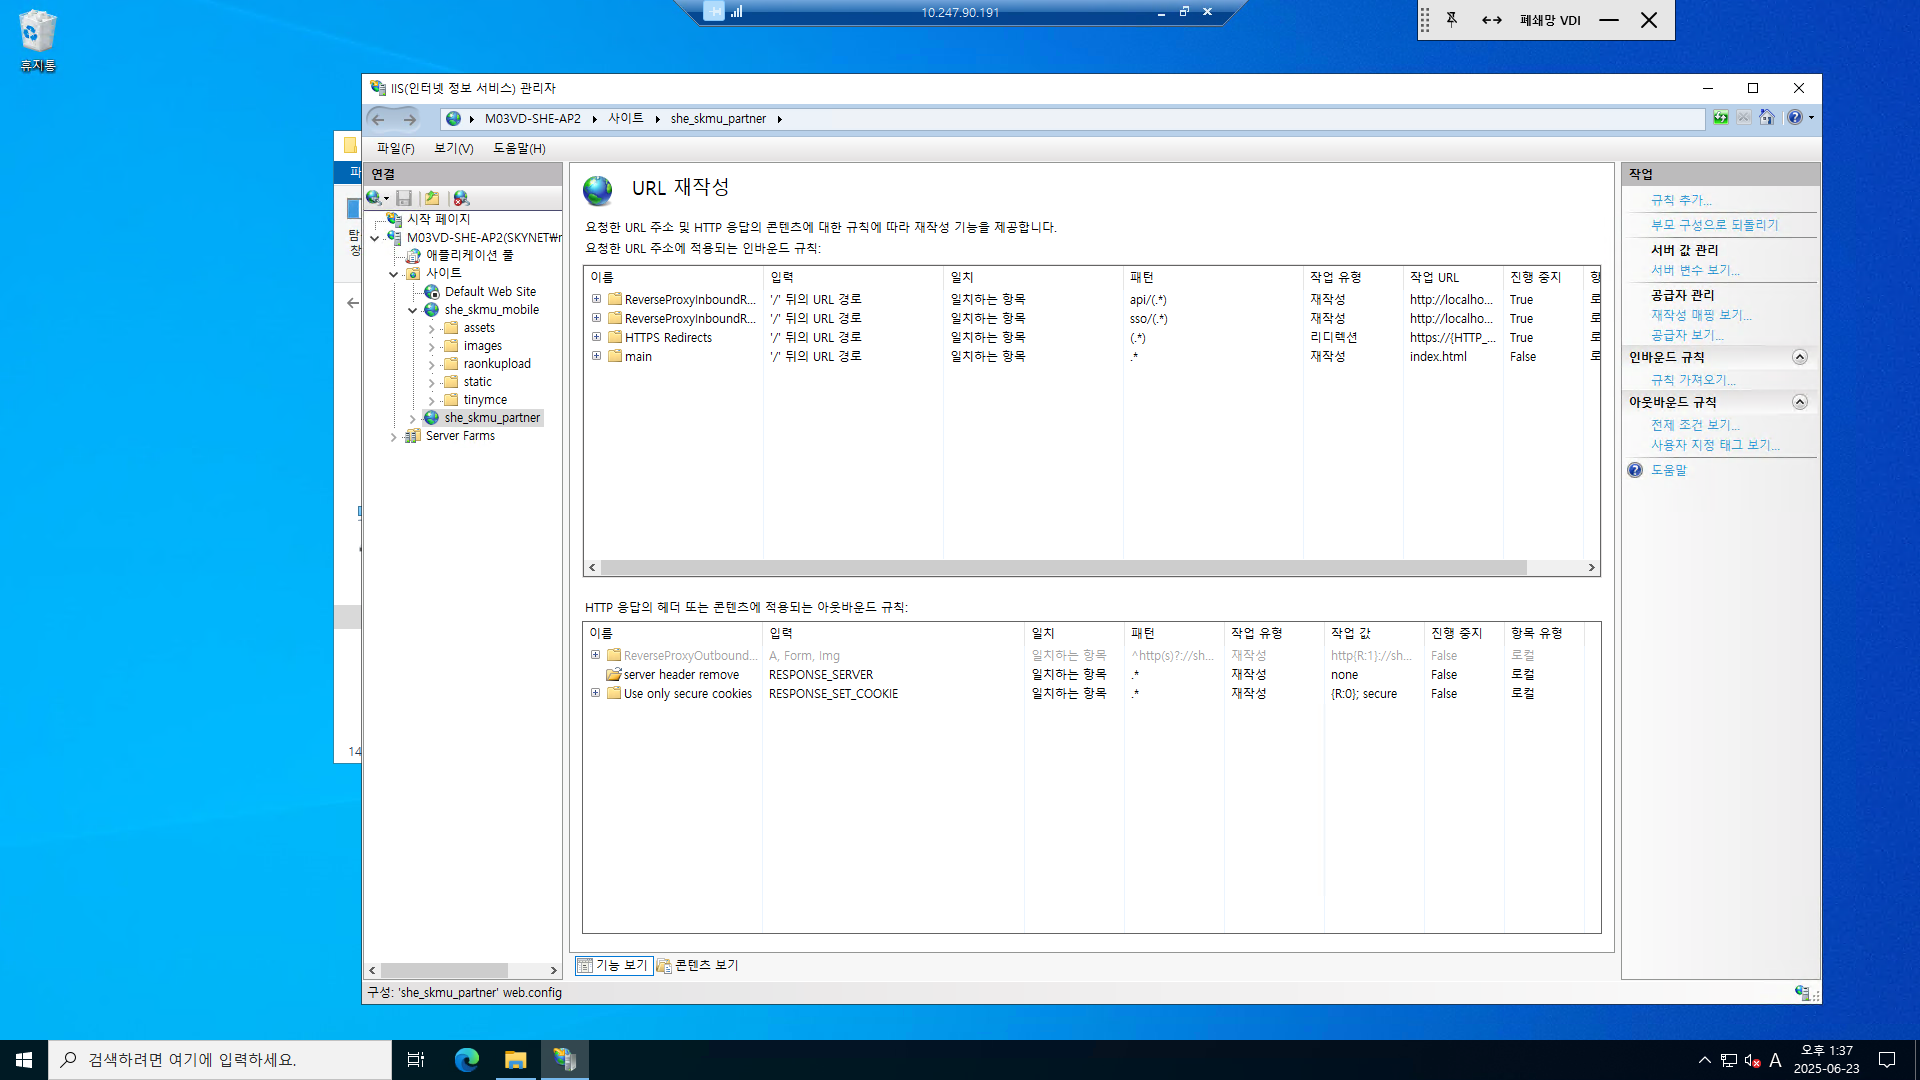 휴지통
10.247.90.191
폐쇄망 VDI
IIS(인터넷 정보 서비스) 관리자
M03VD-SHE-AP2 사이트 she_skmu_partner
파일(F) 보기(V) 도움말(H)
연결
시작 페이지
M03VD-SHE-AP2(SKYNET\r
애플리케이션 풀
사이트
Default Web Site
she_skmu_mobile
assets
images
raonkupload
static
tinymce
she_skmu_partner
Server Farms
URL 재작성
요청한 URL 주소 및 HTTP 응답의 콘텐츠에 대한 규칙에 따라 재작성 기능을 제공합니다.
요청한 URL 주소에 적용되는 인바운드 규칙:
이름 입력 일치 패턴 작업 유형 작업 URL 진행 중지
ReverseProxyInboundR... '/' 뒤의 URL 경로 일치하는 항목 api/(.*) 재작성 http://localho... True 로
ReverseProxyInboundR... '/' 뒤의 URL 경로 일치하는 항목 sso/(.*) 재작성 http://localho... True 로
HTTPS Redirects '/' 뒤의 URL 경로 일치하는 항목 (.*) 리디렉션 https://{HTTP_... True 로
main '/' 뒤의 URL 경로 일치하는 항목 .* 재작성 index.html False 로
HTTP 응답의 헤더 또는 콘텐츠에 적용되는 아웃바운드 규칙:
이름 입력 일치 패턴 작업 유형 작업 값 진행 중지 항목 유형
ReverseProxyOutbound... A, Form, Img 일치하는 항목 ^http(s)?://sh... 재작성 http{R:1}://sh... False 로컬
server header remove RESPONSE_SERVER 일치하는 항목 .* 재작성 none False 로컬
Use only secure cookies RESPONSE_SET_COOKIE 일치하는 항목 .* 재작성 {R:0}; secure False 로컬
기능 보기 콘텐츠 보기
구성: 'she_skmu_partner' web.config
작업
규칙 추가...
부모 구성으로 되돌리기
서버 값 관리
서버 변수 보기...
공급자 관리
재작성 매핑 보기...
공급자 보기...
인바운드 규칙
규칙 가져오기...
아웃바운드 규칙
전제 조건 보기...
사용자 지정 태그 보기...
도움말
14
검색하려면 여기에 입력하세요.
A
오후 1:37
2025-06-23